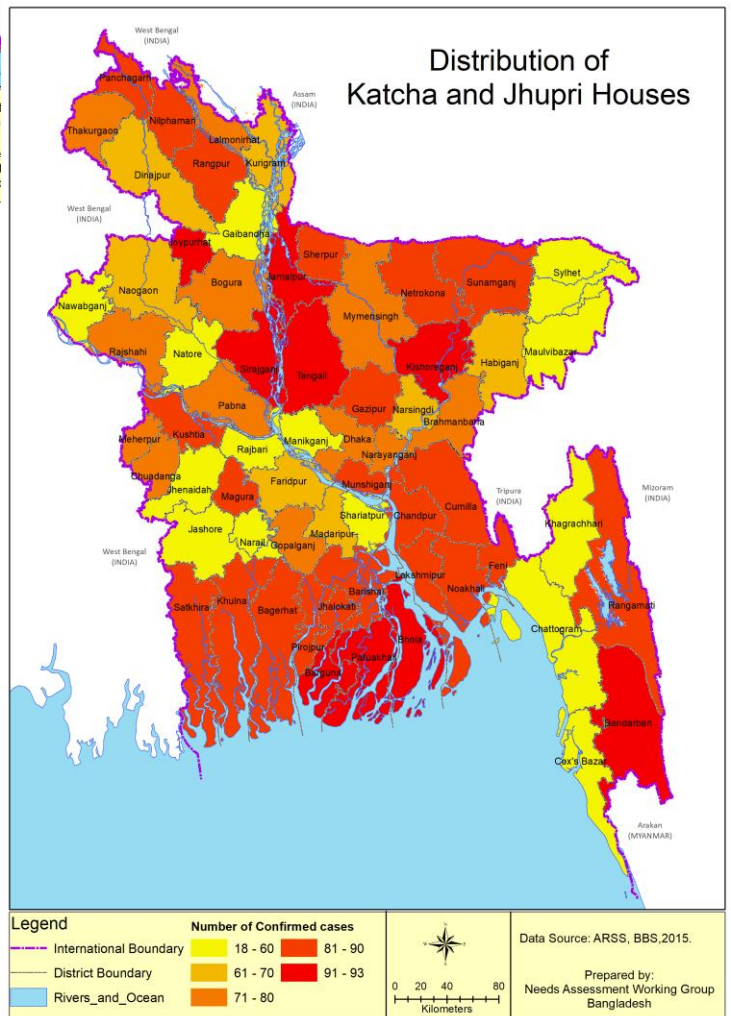 West Bengal
(INDIA)
Distribution of
Katcha and Jhupri Houses
Assam
(INDIA)
Panchagarh
Nilphamari
Thakurgaon
Lalmonirhat
Rangpur
Kurigram
Dinajpur
West Bengal
(INDIA)
Gaibandha
Joypurhat
Sherpur
Jamalpur
Bogura
Naogaon
Netrokona
Sunamganj
Sylhet
Nawabganj
Mymensingh
Rajshahi
Natore
Sirajganj
Tangail
Kishoreganj
Habiganj
Maulvibazar
Pabna
Gazipur
Narsingdi
Brahmanbaria
Meherpur
Kushtia
Manikganj
Dhaka
Rajbari
Narayanganj
Chuadanga
Jhenaidah
Magura
Faridpur
Munshiganj
Tripura
(INDIA)
Mizoram
(INDIA)
Chandpur
Cumilla
Khagrachhari
Shariatpur
Jashore
Narail
Gopalganj
Madaripur
West Bengal
(INDIA)
Lakshmipur
Noakhali
Feni
Satkhira
Khulna
Bagerhat
Jhalokati
Barishal
Rangamati
Chattogram
Pirojpur
Patuakhali
Bhola
Barguna
Bandarban
Cox's Bazar
Arakan
(MYANMAR)
Legend
International Boundary
District Boundary
Rivers_and_Ocean
Number of Confirmed cases
18 - 60
81 - 90
61 - 70
91 - 93
71 - 80
0 20 40 80
Kilometers
Data Source: ARSS, BBS,2015.
Prepared by:
Needs Assessment Working Group
Bangladesh